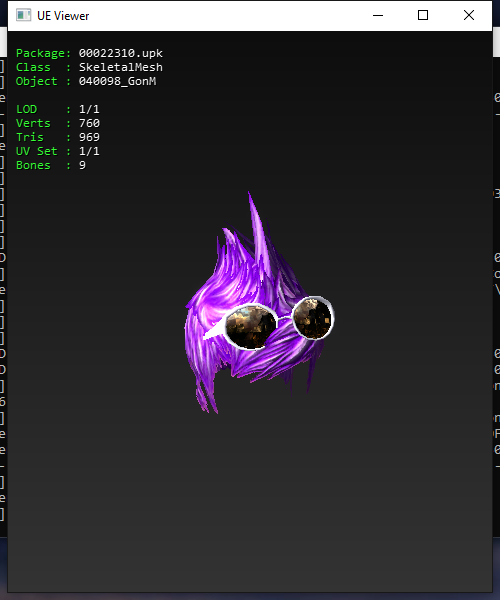 UE Viewer
Package: 00022310.upk
Class : SkeletalMesh
Object : 040098_GonM
LOD : 1/1
Verts : 760
Tris : 969
UV Set : 1/1
Bones : 9